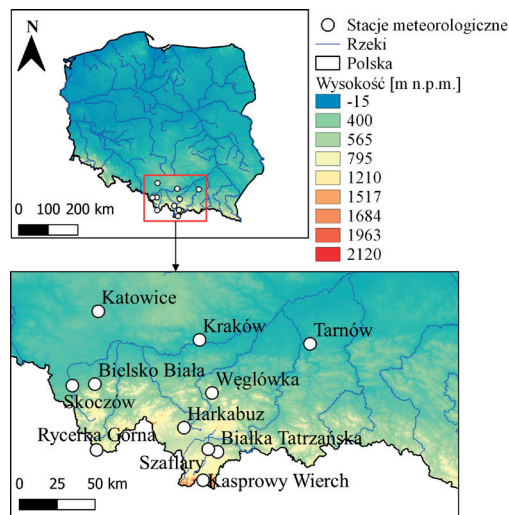 N
0 100 200 km
Stacje meteorologiczne
Rzeki
Polska
Wysokość [m n.p.m.]
-15
400
565
795
1210
1517
1684
1963
2120
Katowice
Kraków
Tarnów
Bielsko Biała
Skoczów
Węglówka
Harkabuz
Rycerka Górna
Białka Tatrzańska
Szaflary
Kasprowy Wierch
0 25 50 km